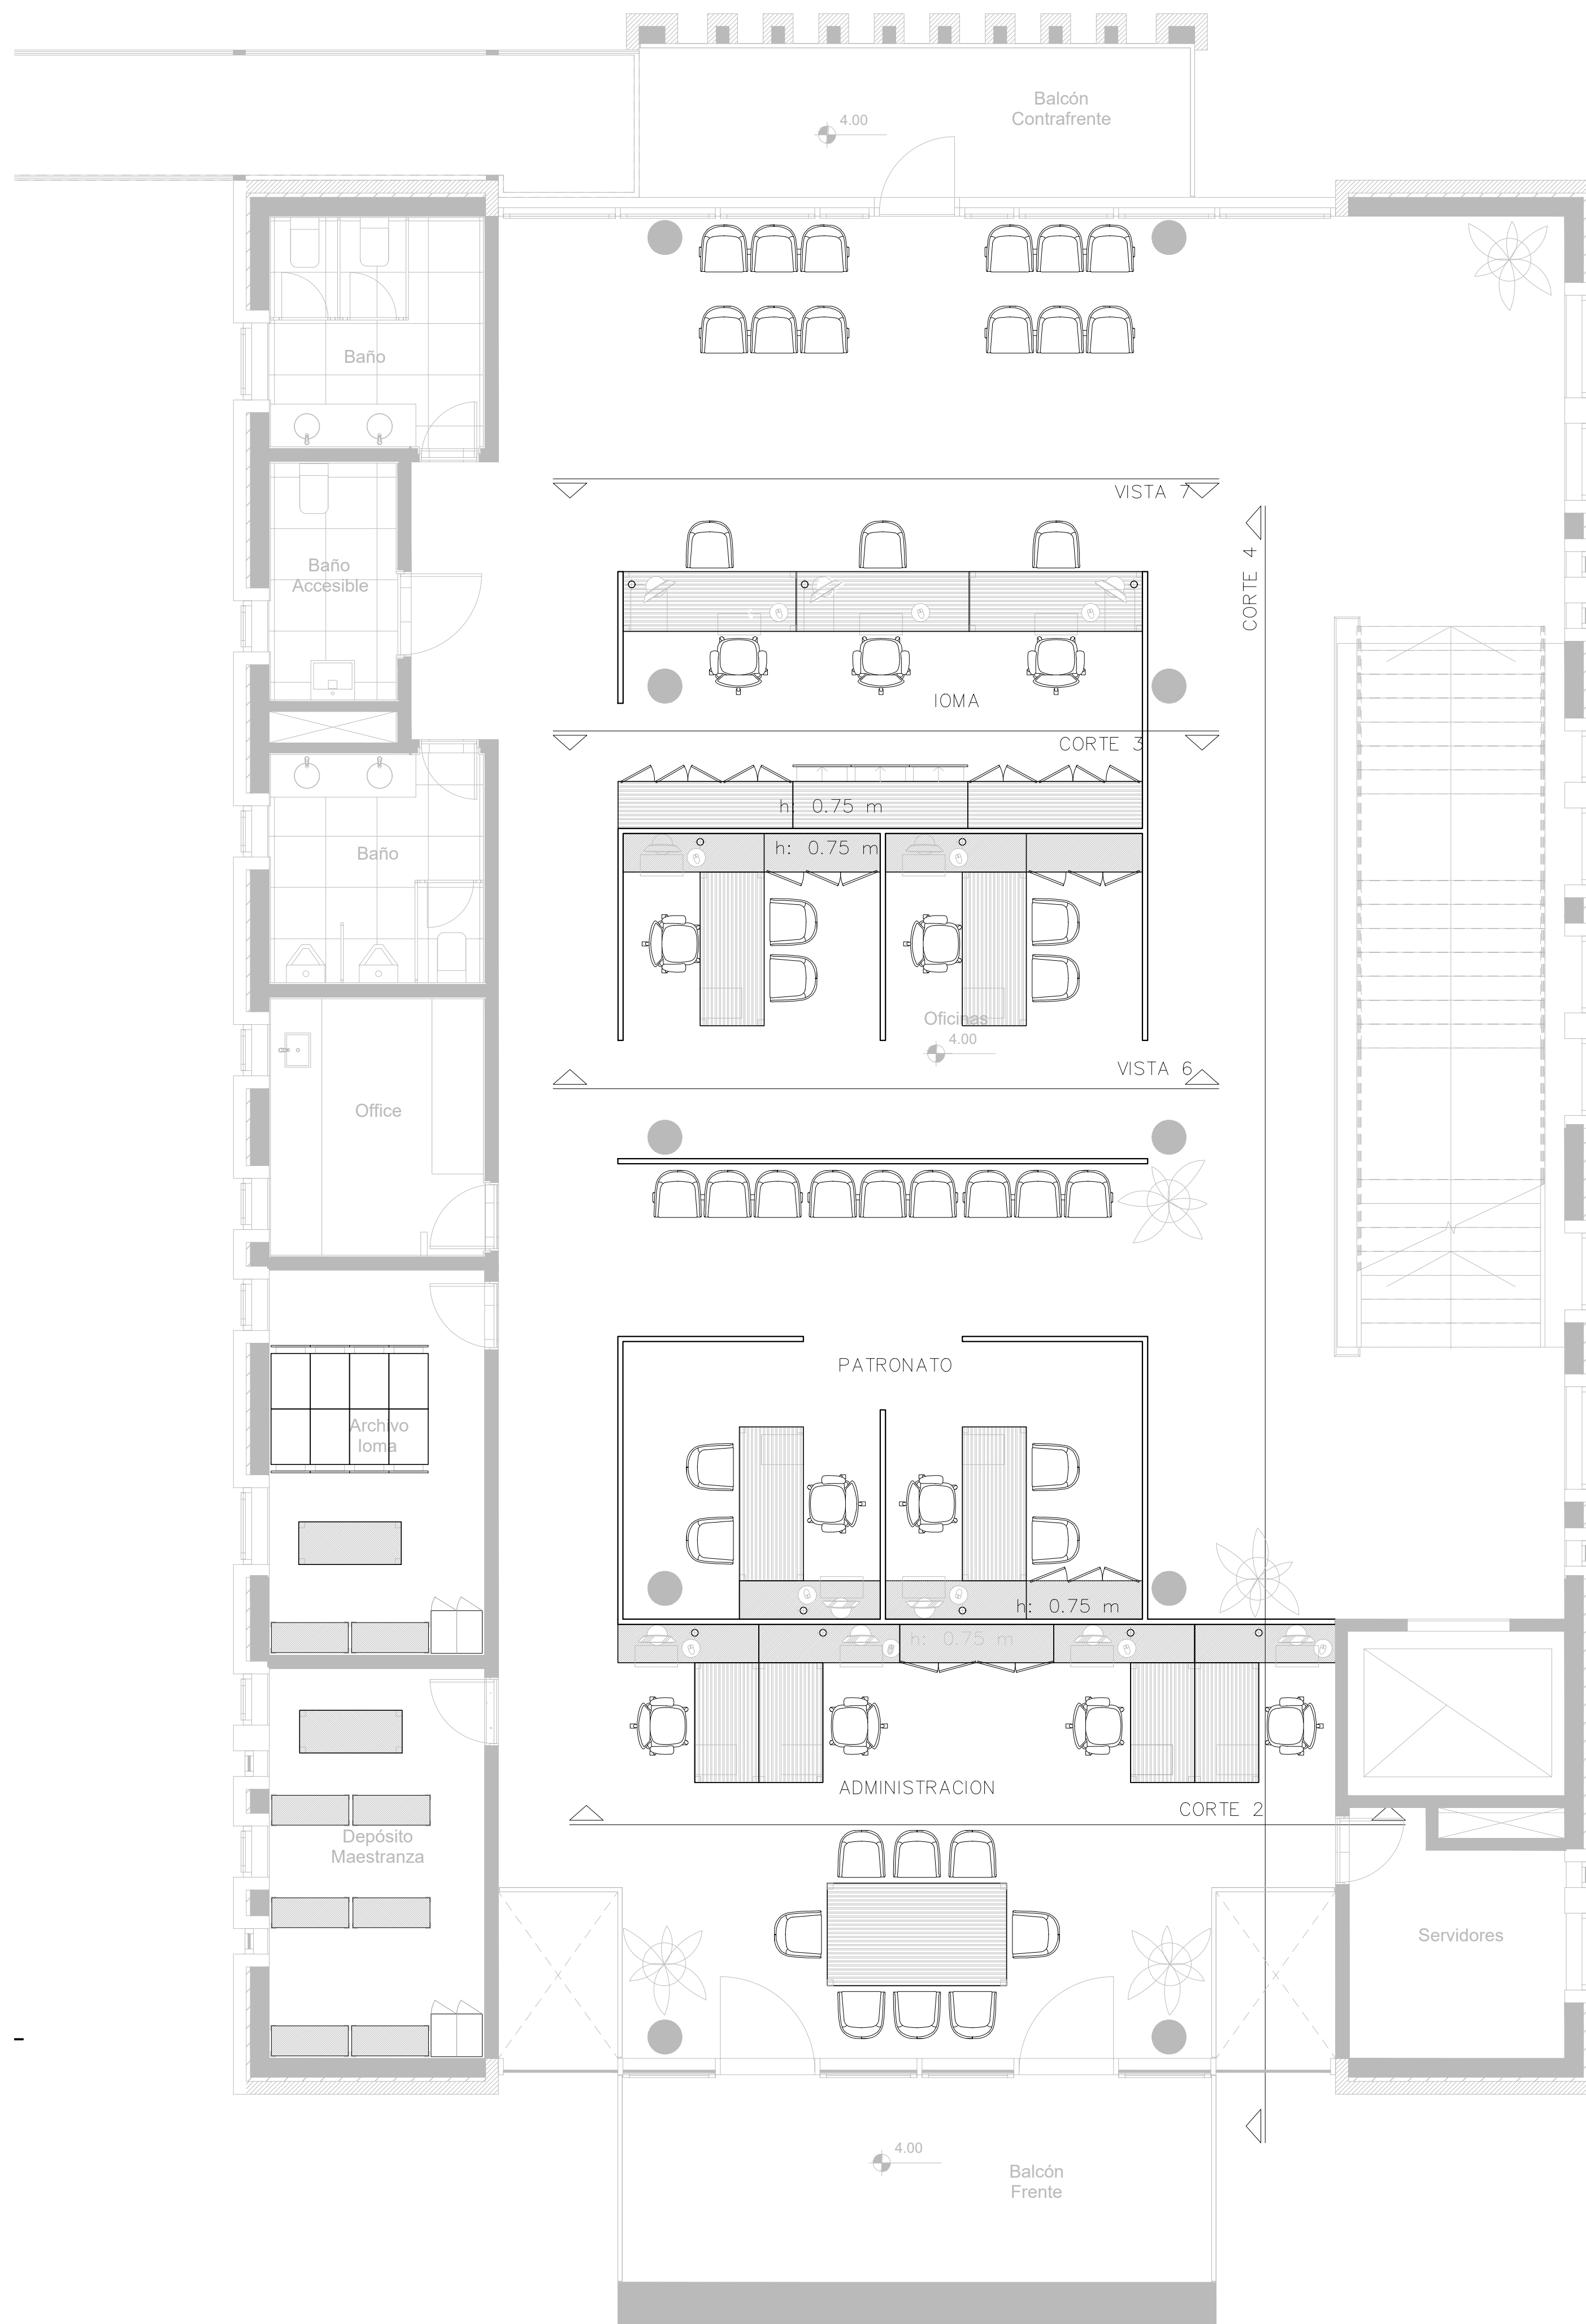 Balcón
Contrafrente
4.00
Baño
VISTA 7
CORTE 4
Baño
Accesible
IOMA
CORTE 3
h: 0.75 m
h: 0.75 m
Baño
Oficinas
4.00
VISTA 6
Office
PATRONATO
Archivo
Ioma
h: 0.75 m
h: 0.75 m
ADMINISTRACION
CORTE 2
Depósito
Maestranza
Servidores
4.00
Balcón
Frente